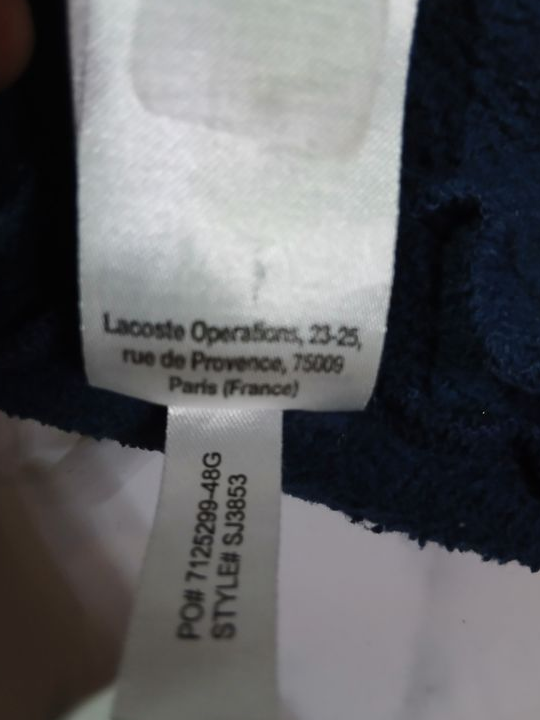 Lacoste Operations, 23-25,
rue de Provence, 75009
Paris (France)
PO# 7125299-48G
STYLE# SJ3853